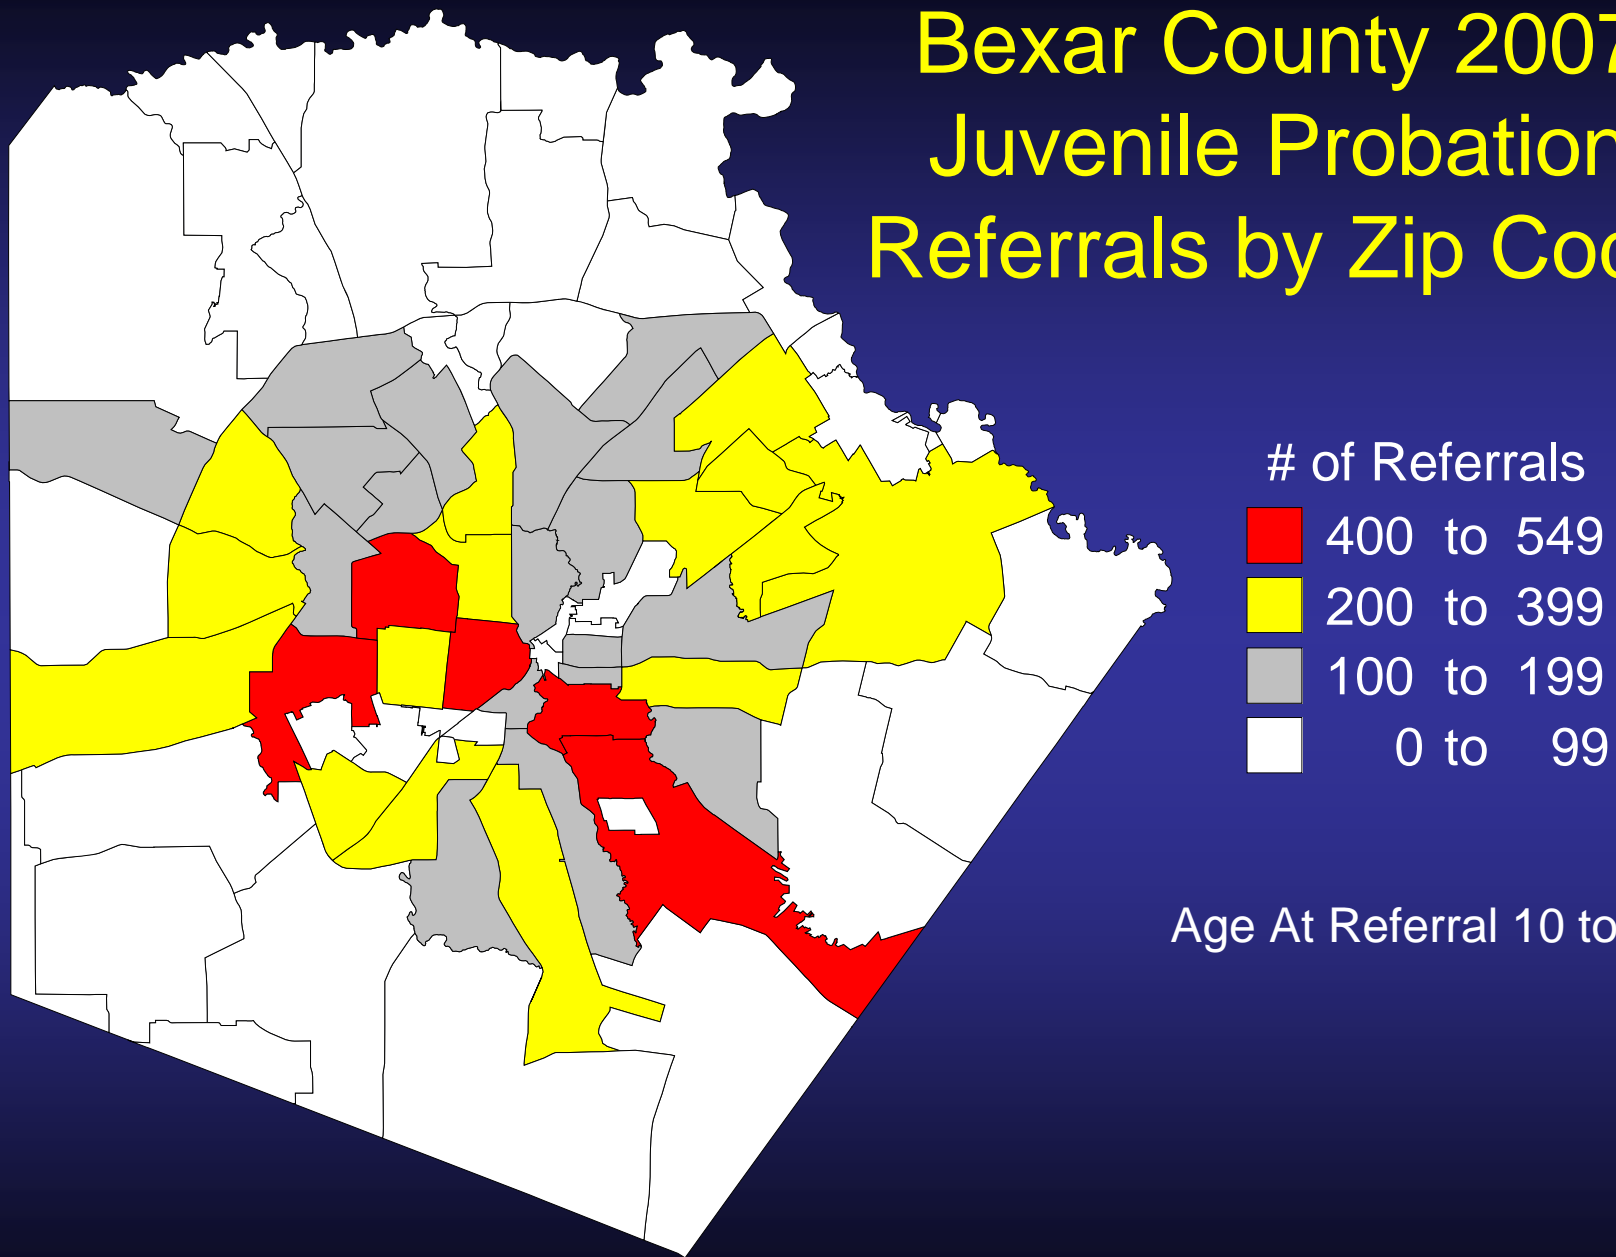 Bexar County 2007
Juvenile Probation
Referrals by Zip Coo
# of Referrals
400 to 549
200 to 399
100 to 199
0 to 99
Age At Referral 10 to